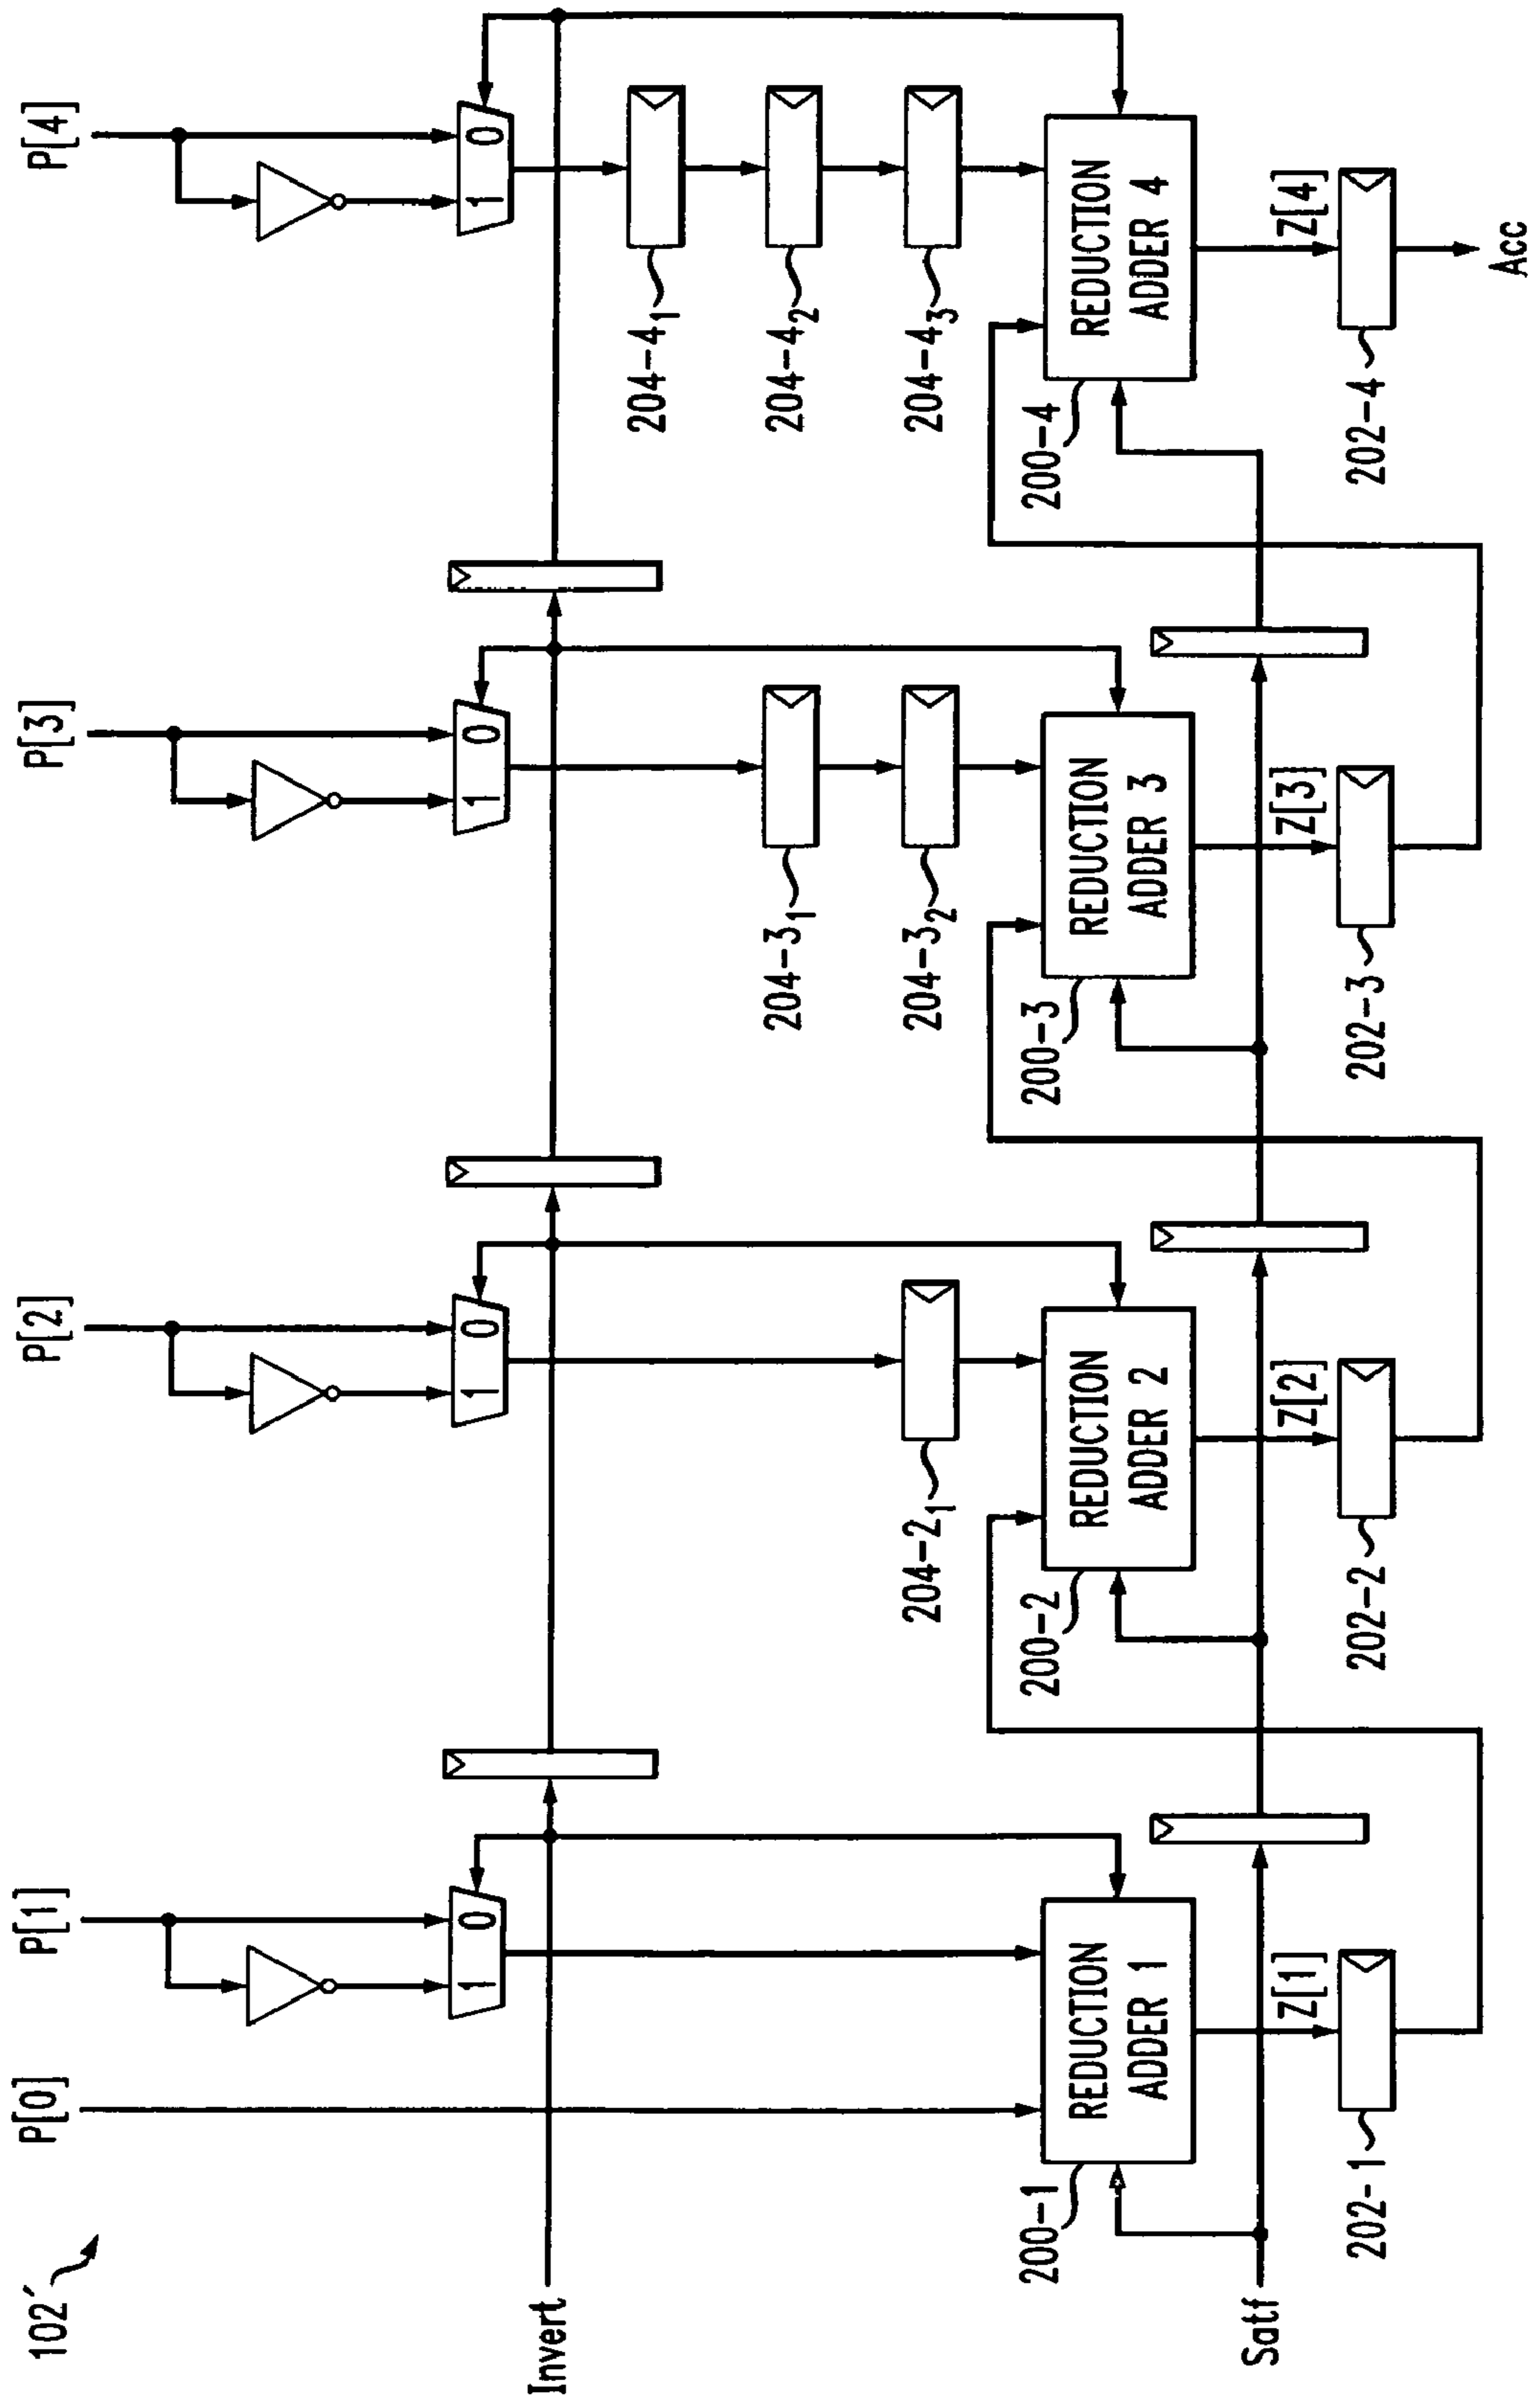 102′
P[0]
P[1]
P[2]
P[3]
P[4]
1 0
1 0
1 0
1 0
Invert
204-4₁
204-3₁
204-4₂
204-2₁
204-3₂
204-4₃
200-1
REDUCTION
ADDER 1
200-2
REDUCTION
ADDER 2
200-3
REDUCTION
ADDER 3
200-4
REDUCTION
ADDER 4
Satf
Z[1]
Z[2]
Z[3]
Z[4]
202-1
202-2
202-3
202-4
Acc